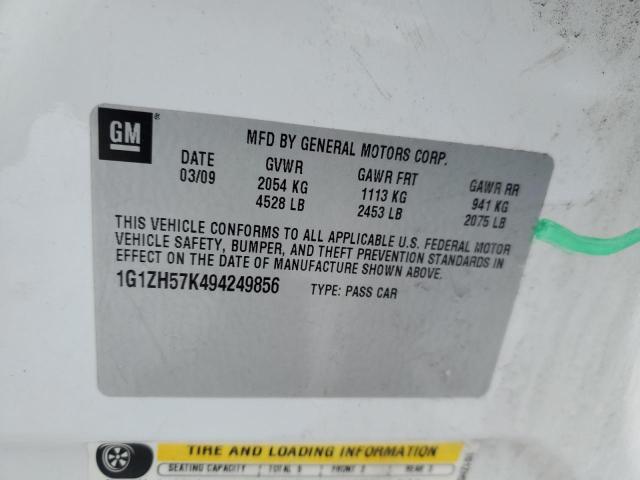 GM ®
MFD BY GENERAL MOTORS CORP.
DATE GVWR GAWR FRT GAWR RR
03/09 2054 KG 1113 KG 941 KG
4528 LB 2453 LB 2075 LB
THIS VEHICLE CONFORMS TO ALL APPLICABLE U.S. FEDERAL MOTOR
VEHICLE SAFETY, BUMPER, AND THEFT PREVENTION STANDARDS IN
EFFECT ON THE DATE OF MANUFACTURE SHOWN ABOVE.
1G1ZH57K494249856 TYPE: PASS CAR
TIRE AND LOADING INFORMATION
SEATING CAPACITY TOTAL 5 FRONT 2 REAR 3